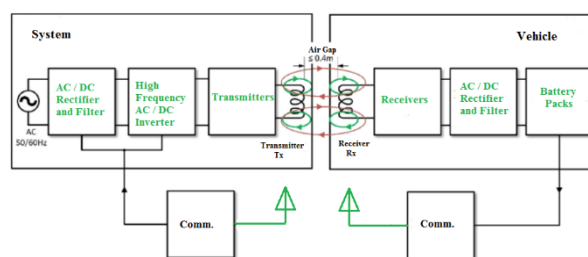 System
Vehicle
Air Gap
≤ 0.4m
AC / DC
Rectifier
and Filter
High
Frequency
AC / DC
Inverter
Transmitters
Receivers
AC / DC
Rectifier
and Filter
Battery
Packs
AC
50/60Hz
Transmitter
Tx
Receiver
Rx
Comm.
Comm.